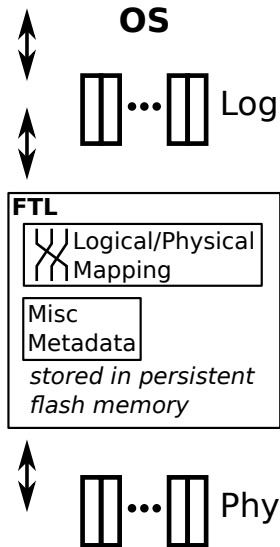 OS
Log
FTL
Logical/Physical
Mapping
Misc
Metadata
stored in persistent
flash memory
Phy